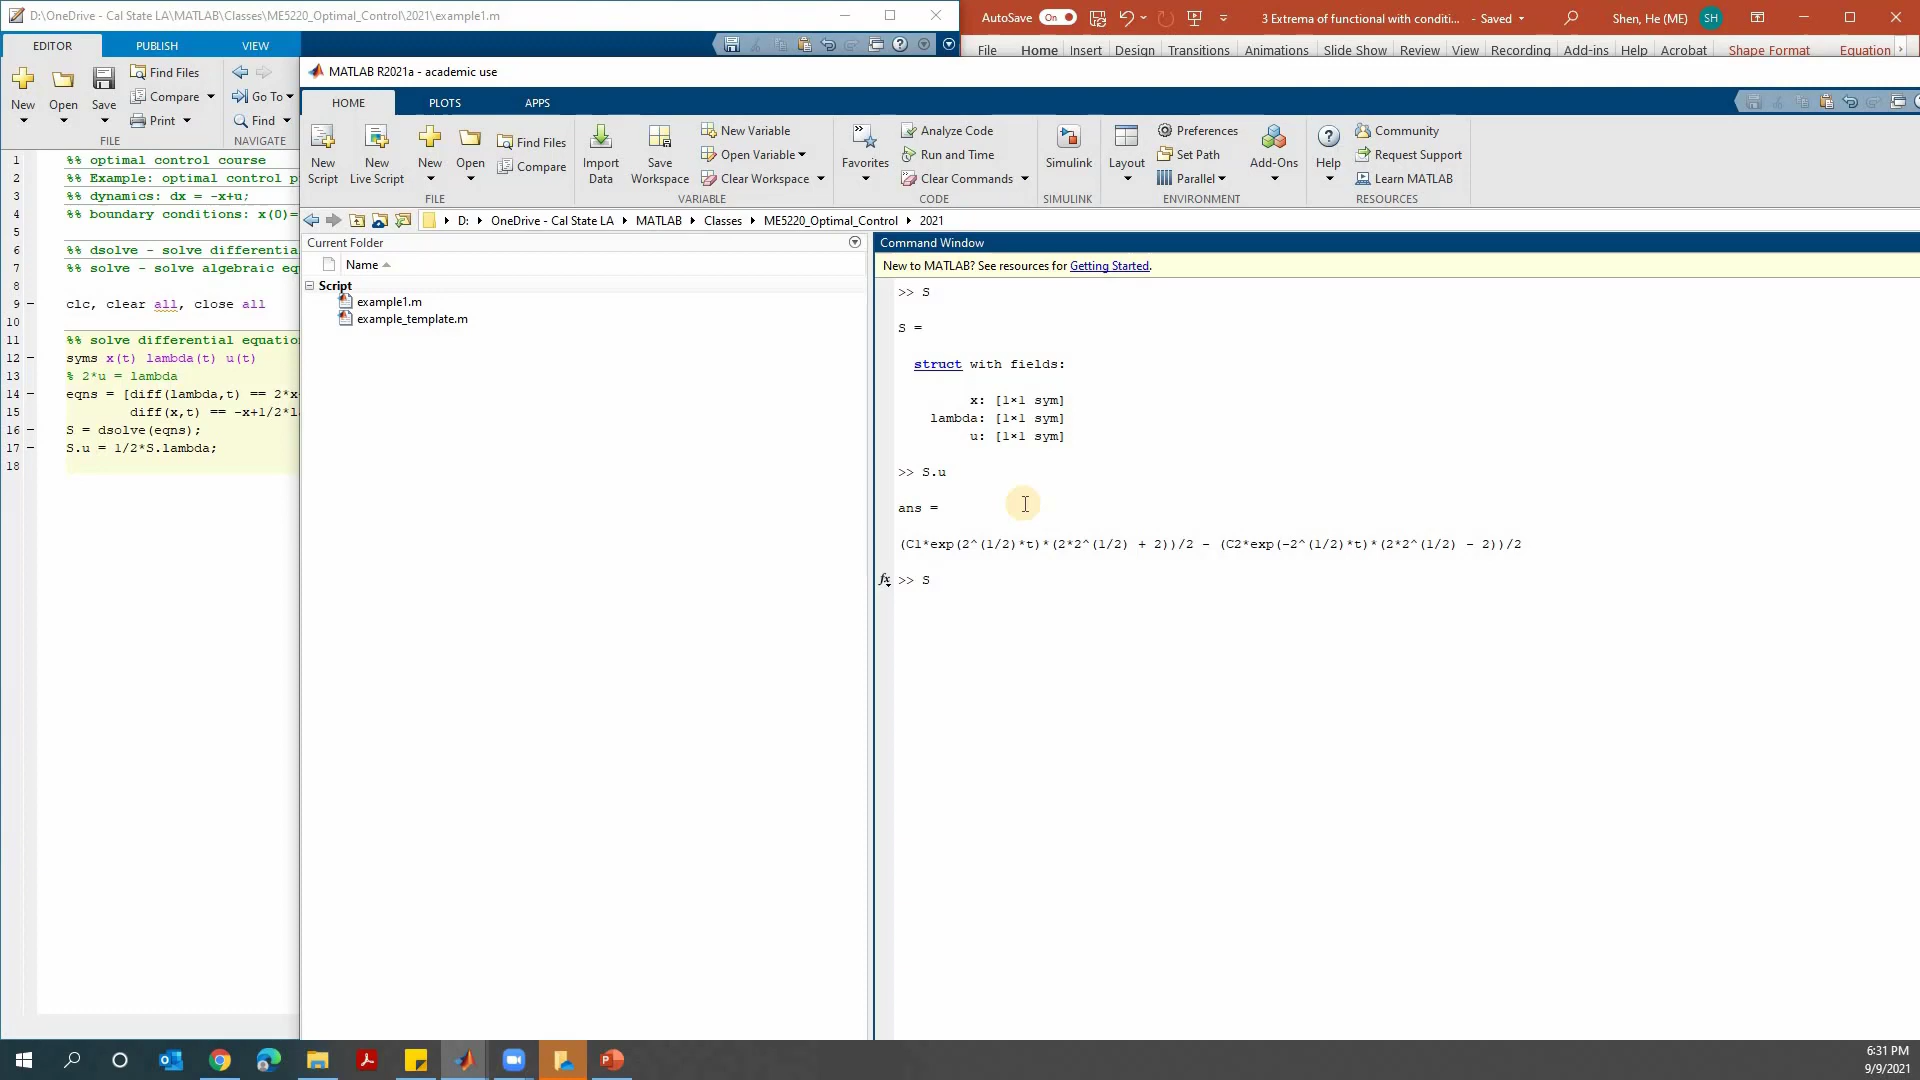 D:\OneDrive - Cal State LA\MATLAB\Classes\ME5220_Optimal_Control\2021\example1.m
AutoSave On 3 Extrema of functional with conditi... - Saved Shen, He (ME) SH
EDITOR PUBLISH VIEW
File Home Insert Design Transitions Animations Slide Show Review View Recording Add-ins Help Acrobat Shape Format Equation
New Open Save Find Files Compare Print FILE
Go To Find NAVIGATE
MATLAB R2021a - academic use
HOME PLOTS APPS
New Script New Live Script New Open Find Files Compare FILE
Import Data Save Workspace New Variable Open Variable Clear Workspace VARIABLE
Favorites Analyze Code Run and Time Clear Commands CODE
Simulink SIMULINK
Layout Preferences Set Path Parallel Add-Ons ENVIRONMENT
Help Community Request Support Learn MATLAB RESOURCES
D: OneDrive - Cal State LA MATLAB Classes ME5220_Optimal_Control 2021
1 %% optimal control course
2 %% Example: optimal control p
3 %% dynamics: dx = -x+u;
4 %% boundary conditions: x(0)=
5
6 %% dsolve - solve differentia
7 %% solve - solve algebraic eq
8
9 clc, clear all, close all
10
11 %% solve differential equatio
12 syms x(t) lambda(t) u(t)
13 % 2*u = lambda
14 eqns = [diff(lambda,t) == 2*x
15 diff(x,t) == -x+1/2*l
16 S = dsolve(eqns);
17 S.u = 1/2*S.lambda;
18
Current Folder
Name
Script
example1.m
example_template.m
Command Window
New to MATLAB? See resources for Getting Started.
>> S
S =
struct with fields:
x: [1×1 sym]
lambda: [1×1 sym]
u: [1×1 sym]
>> S.u
ans =
(C1*exp(2^(1/2)*t)*(2*2^(1/2) + 2))/2 - (C2*exp(-2^(1/2)*t)*(2*2^(1/2) - 2))/2
fx >> S
6:31 PM
9/9/2021